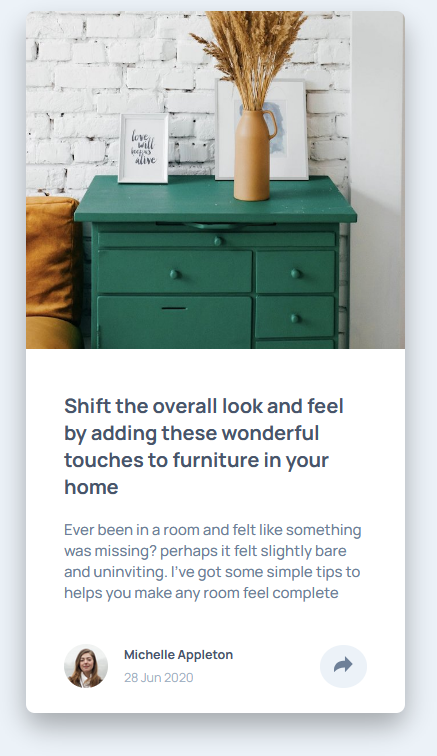 love
will
keep us
alive
Shift the overall look and feel
by adding these wonderful
touches to furniture in your
home
Ever been in a room and felt like something
was missing? perhaps it felt slightly bare
and uninviting. I've got some simple tips to
helps you make any room feel complete
Michelle Appleton
28 Jun 2020